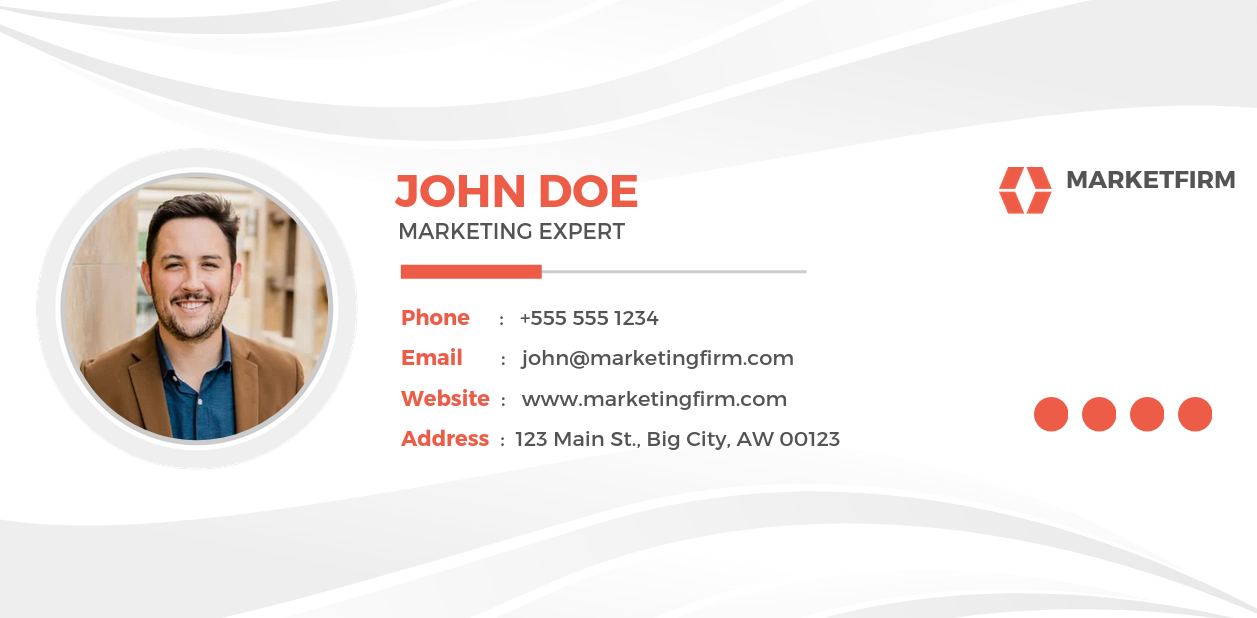 JOHN DOE
MARKETING EXPERT
MARKETFIRM
Phone : +555 555 1234
Email : john@marketingfirm.com
Website : www.marketingfirm.com
Address : 123 Main St., Big City, AW 00123